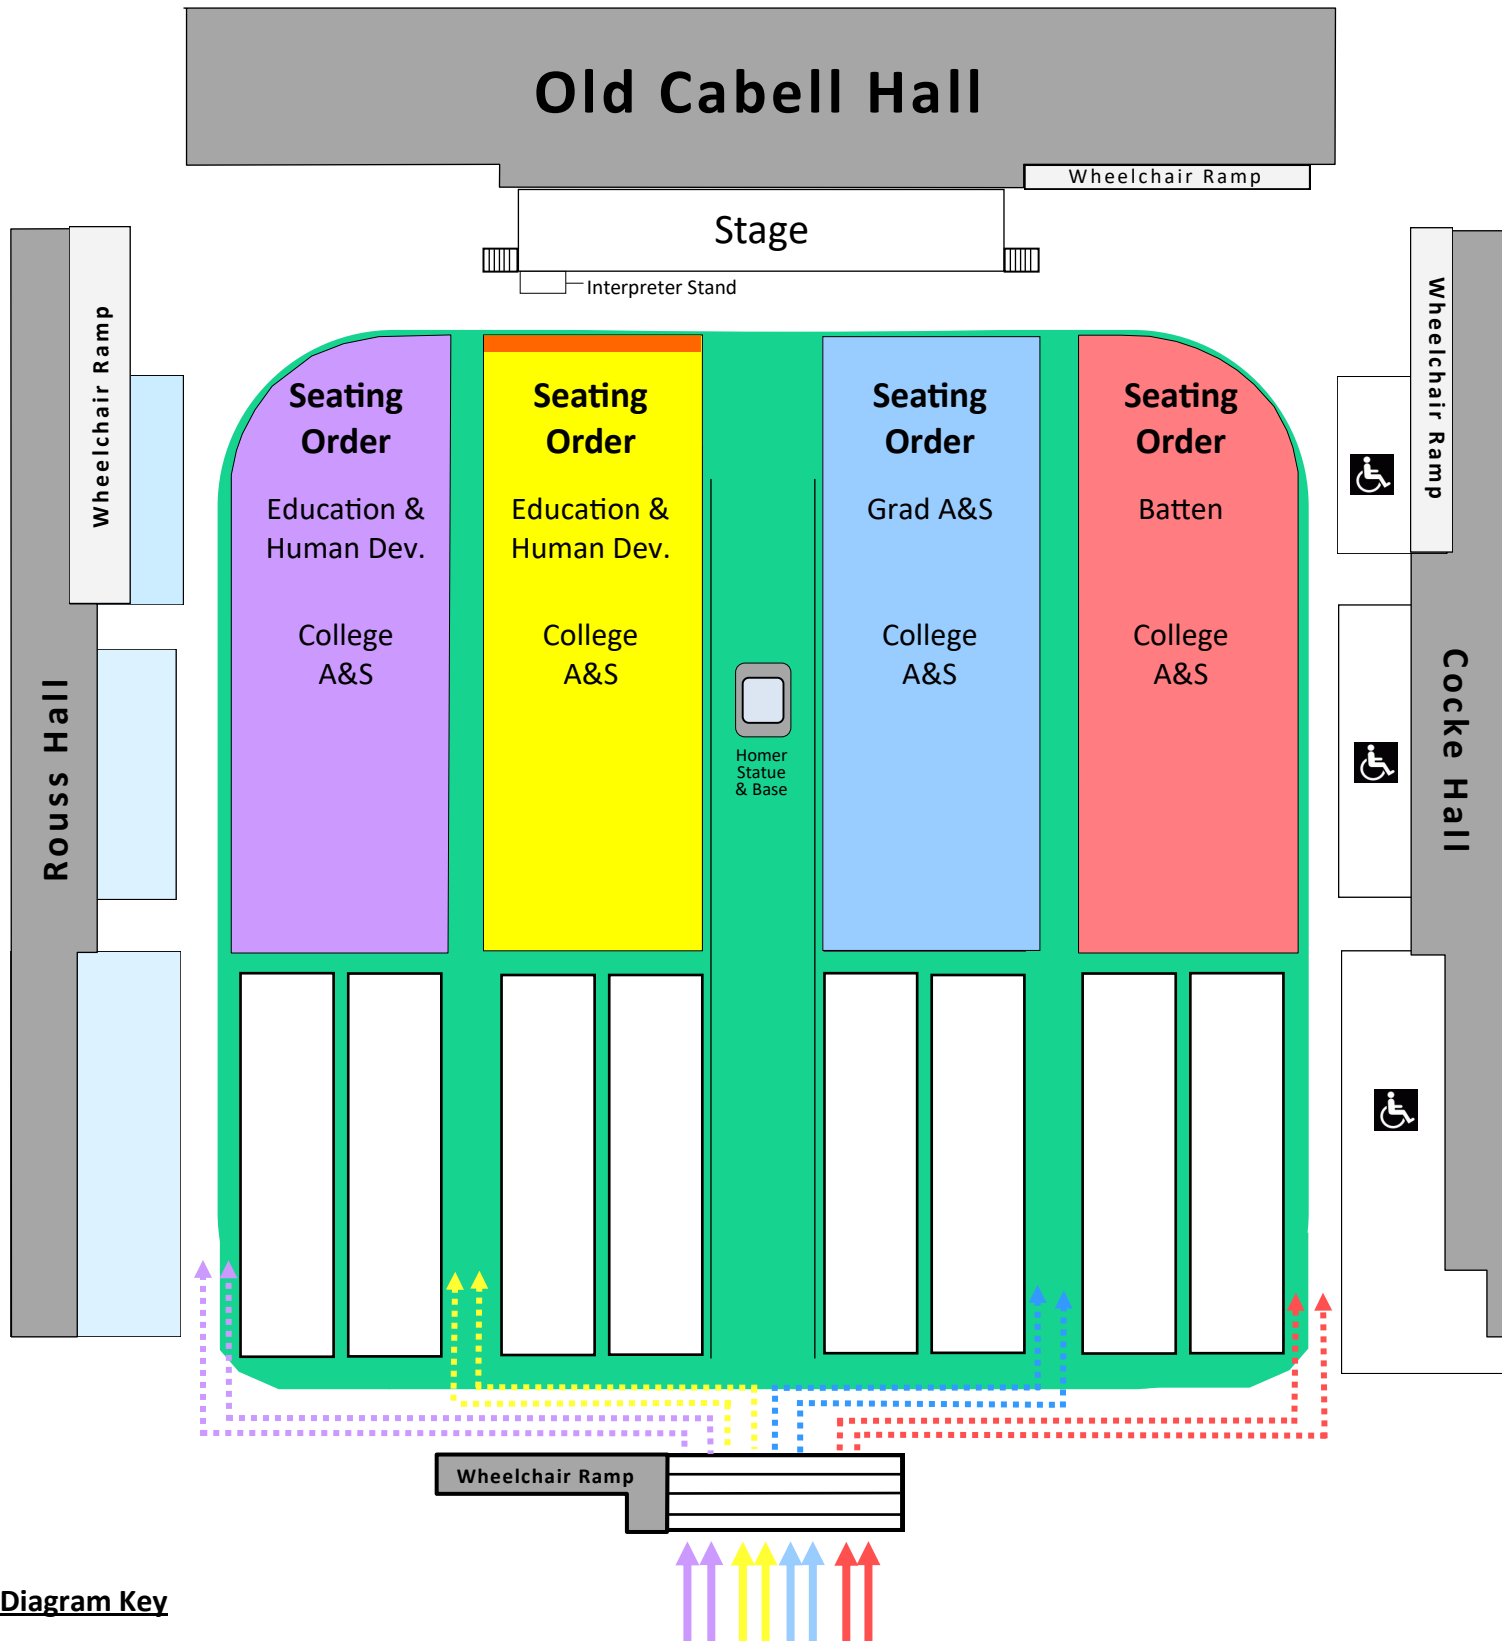 Old Cabell Hall
Wheelchair Ramp
Stage
Interpreter Stand
Wheelchair Ramp
Wheelchair Ramp
Seating
Order
Education &
Human Dev.
College
A&S
Seating
Order
Education &
Human Dev.
College
A&S
Seating
Order
Grad A&S
College
A&S
Seating
Order
Batten
College
A&S
Rouss Hall
Homer
Statue
& Base
Cocke Hall
Wheelchair Ramp
Diagram Key